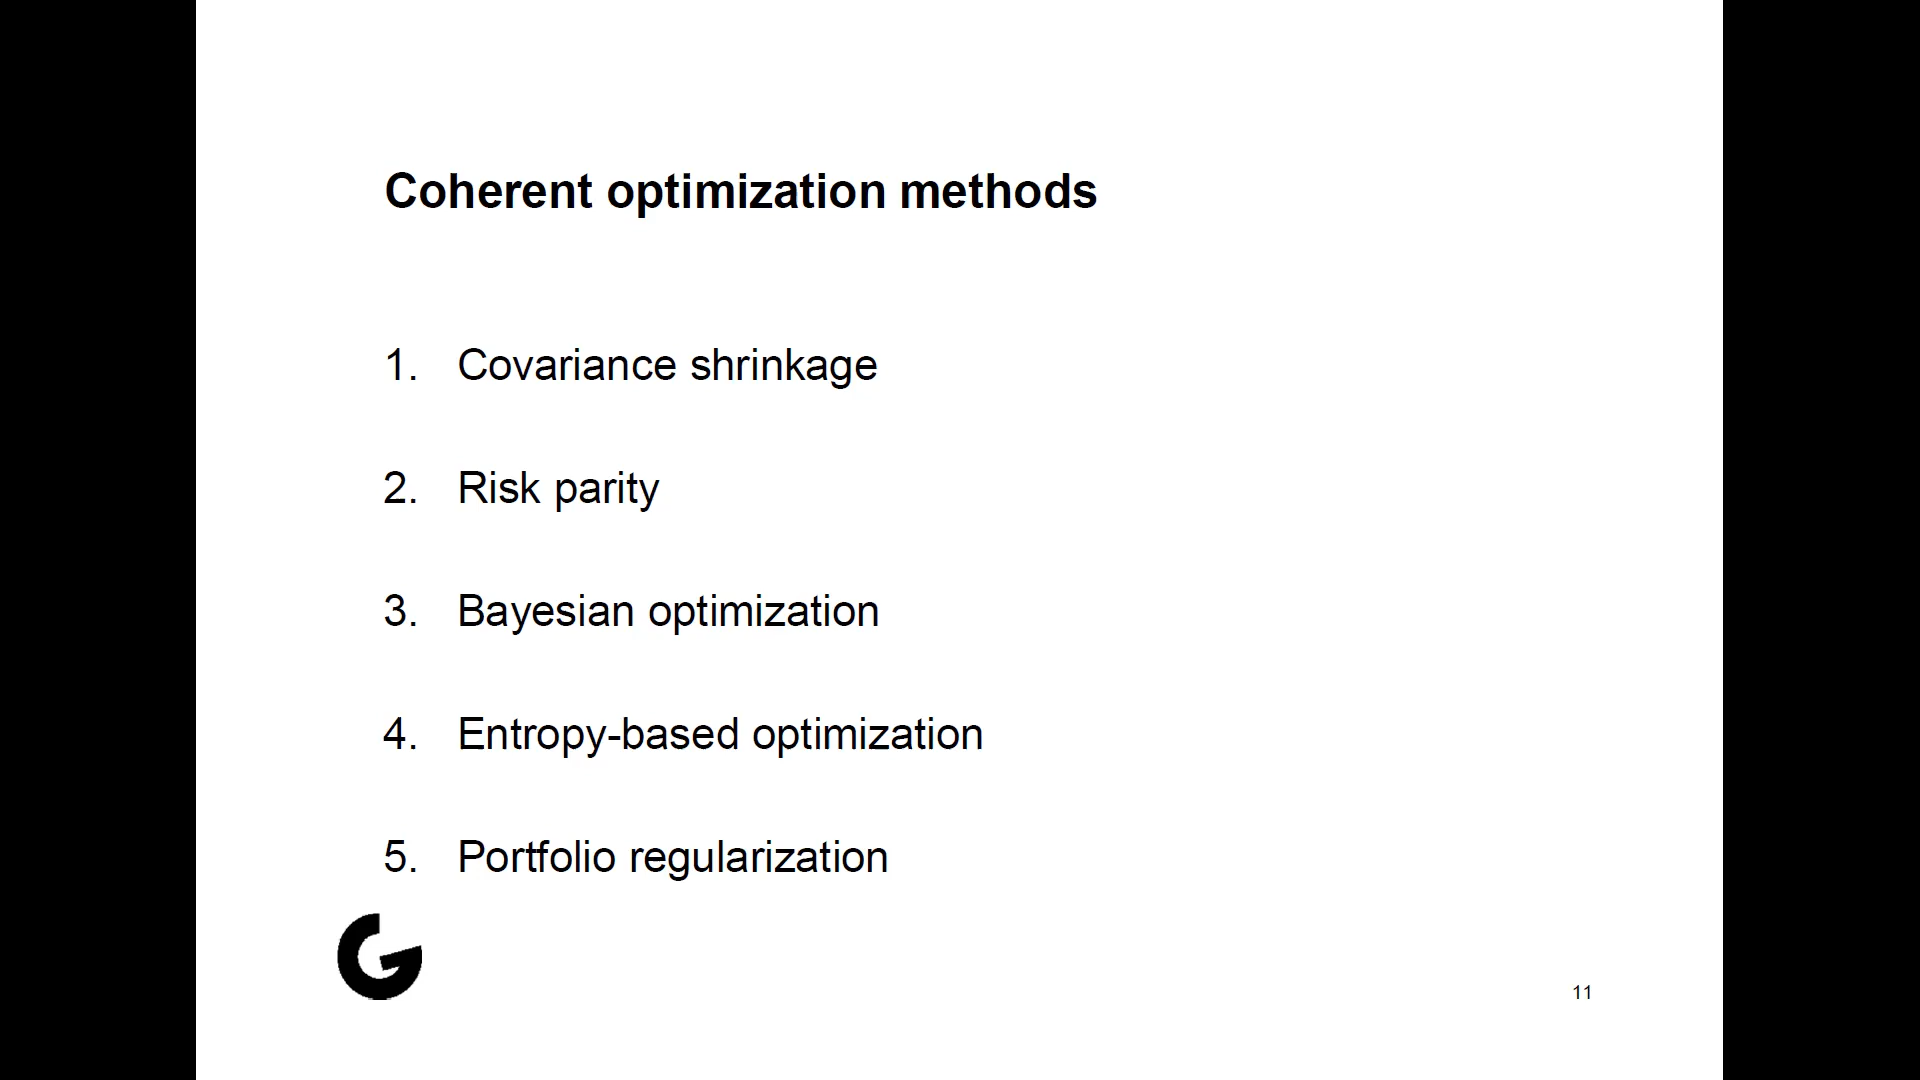 Coherent optimization methods
1. Covariance shrinkage
2. Risk parity
3. Bayesian optimization
4. Entropy-based optimization
5. Portfolio regularization
G
11